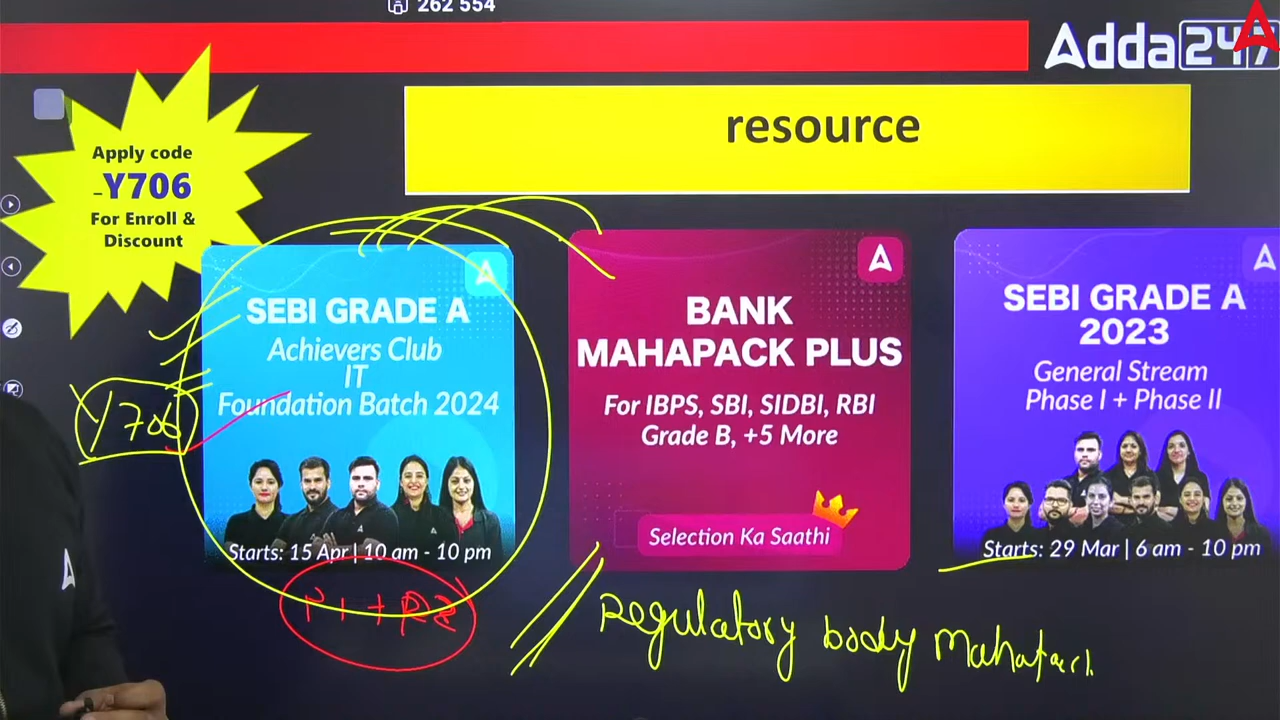 262 554
Adda247
Apply code
-Y706
For Enroll &
Discount
resource
SEBI GRADE A
Achievers Club
IT
Foundation Batch 2024
Starts: 15 Apr | 10 am - 10 pm
BANK
MAHAPACK PLUS
For IBPS, SBI, SIDBI, RBI
Grade B, +5 More
Selection Ka Saathi
SEBI GRADE A
2023
General Stream
Phase I + Phase II
Starts: 29 Mar | 6 am - 10 pm
Y706
P1 + P2
Regulatory body Mahapack